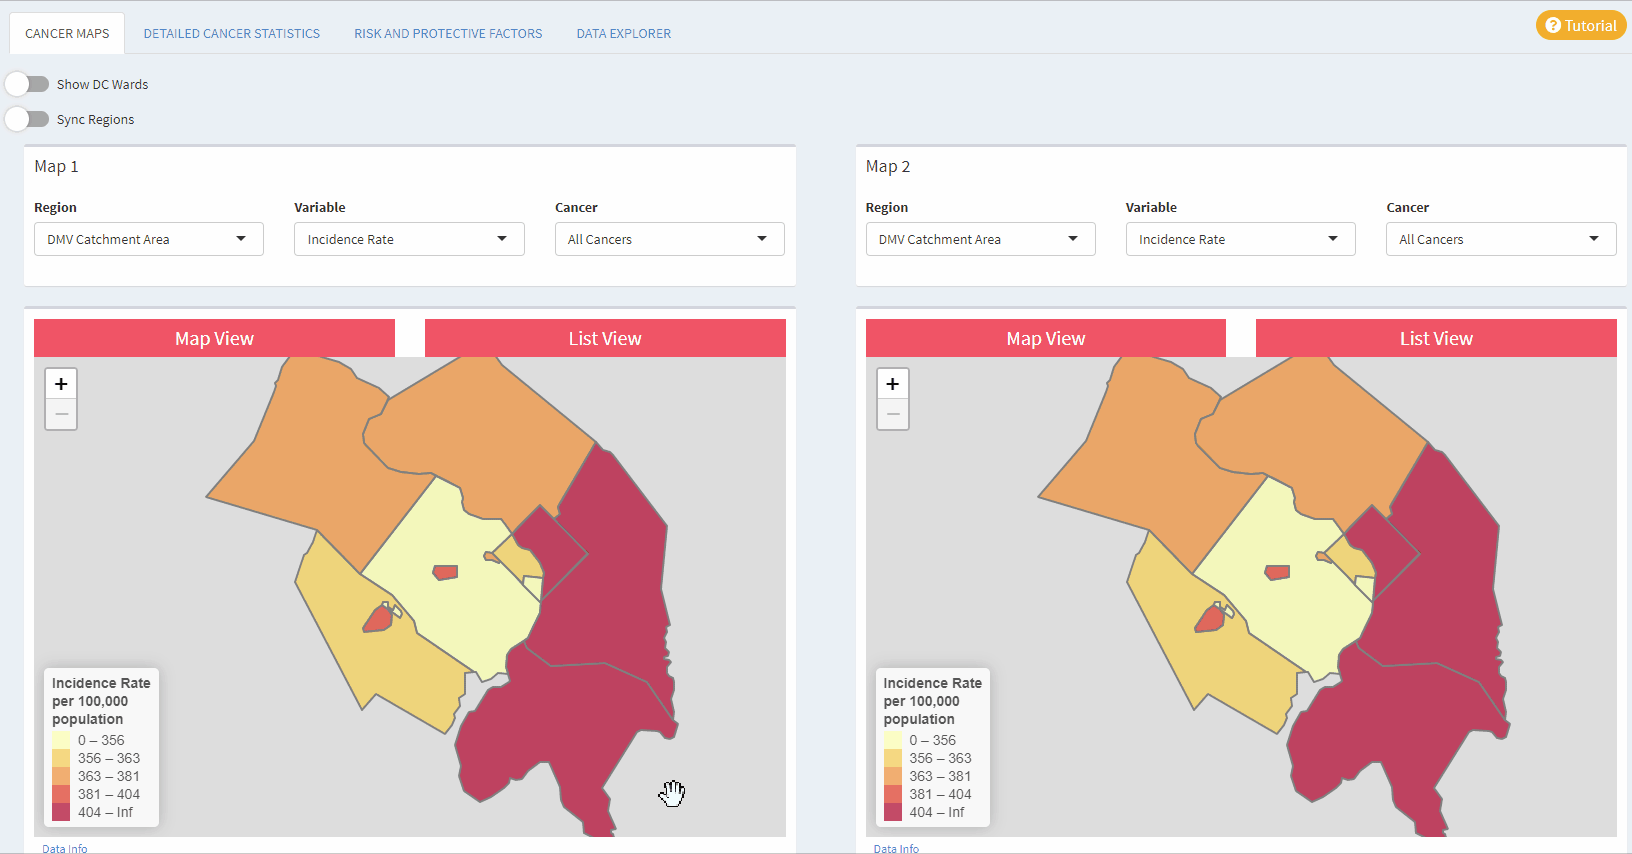 CANCER MAPS DETAILED CANCER STATISTICS RISK AND PROTECTIVE FACTORS DATA EXPLORER ? Tutorial
Show DC Wards
Sync Regions
Map 1
Region Variable Cancer
DMV Catchment Area Incidence Rate All Cancers
Map View List View
+
−
Incidence Rate
per 100,000
population
0 – 356
356 – 363
363 – 381
381 – 404
404 – Inf
Data Info
Map 2
Region Variable Cancer
DMV Catchment Area Incidence Rate All Cancers
Map View List View
+
−
Incidence Rate
per 100,000
population
0 – 356
356 – 363
363 – 381
381 – 404
404 – Inf
Data Info